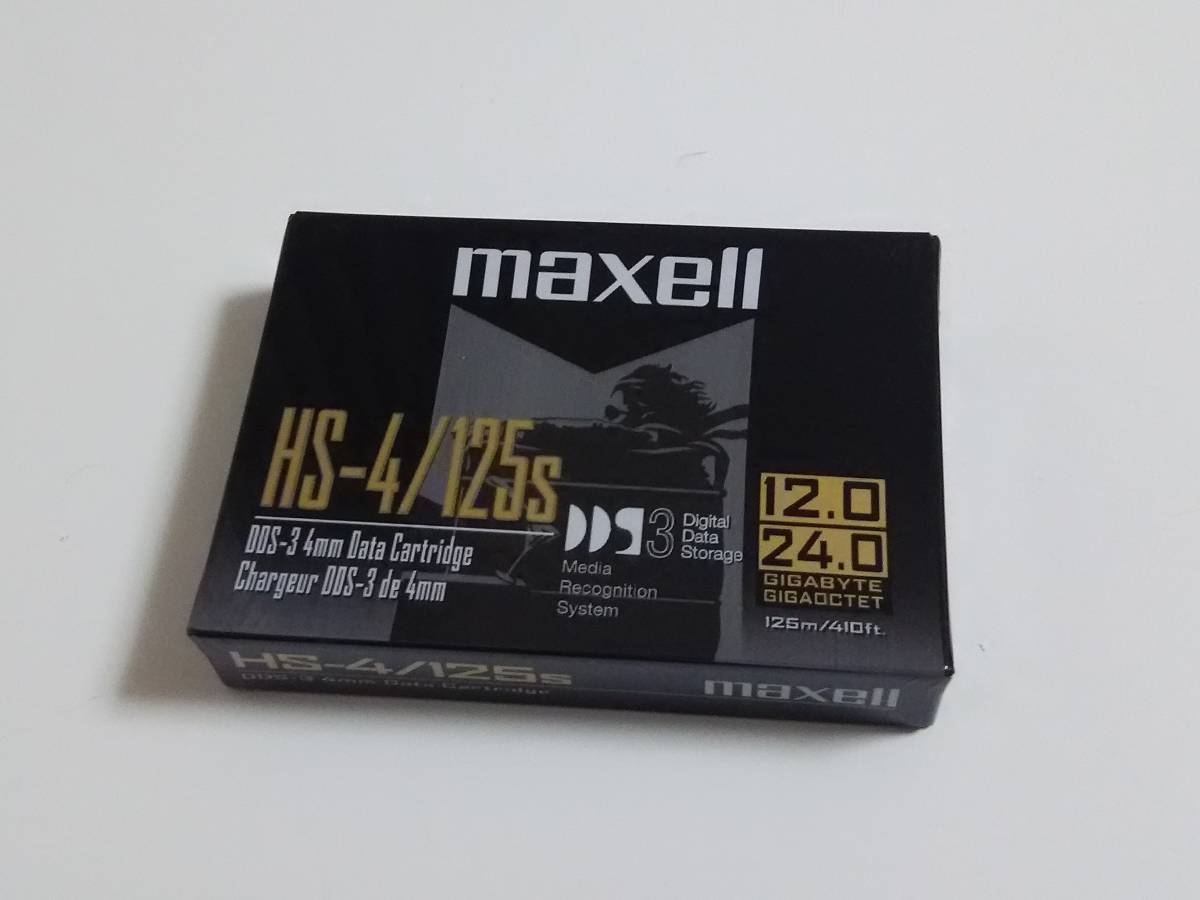 maxell
HS-4/125s
DDS-3 4mm Data Cartridge
Chargeur DDS-3 de 4mm
DDS3 Digital
Data
Storage
Media
Recognition
System
12.0
24.0
GIGABYTE
GIGAOCTET
125m/410ft.
HS-4/125s
DDS-3 4mm Data Cartridge
maxell